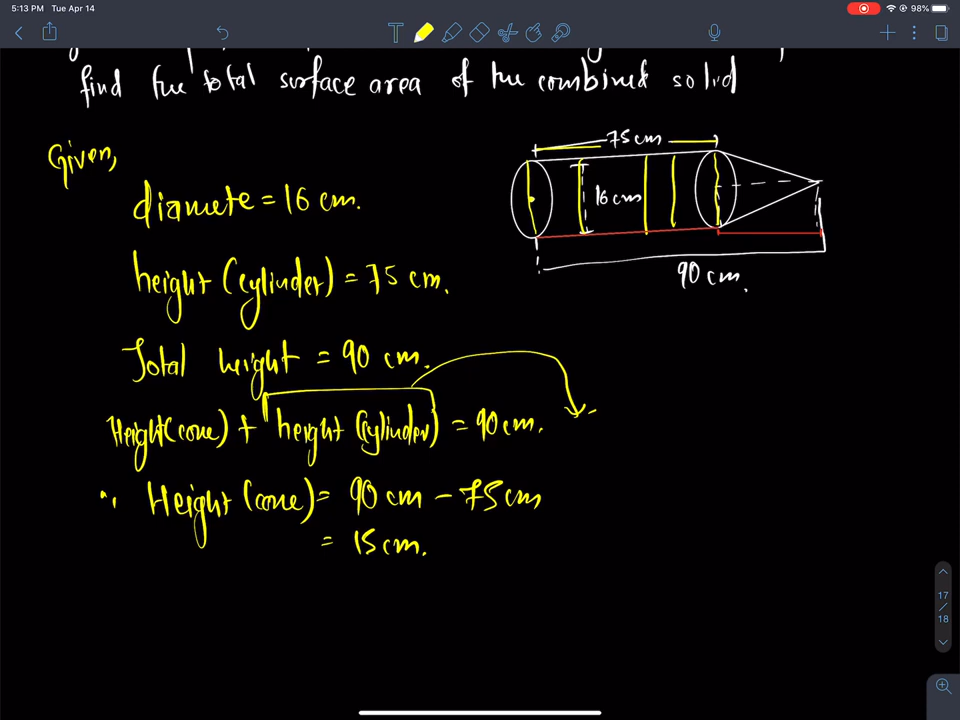 5:13 PM Tue Apr 14
98%
find the total surface area of the combined solid
Given,
diamete = 16 cm.
height (cylinder) = 75 cm.
Total height = 90 cm.
Height(cone) + height (cylinder) = 90 cm.
∴ Height (cone) = 90 cm - 75 cm
= 15 cm.
75 cm
16 cm
90 cm.
17
/
18